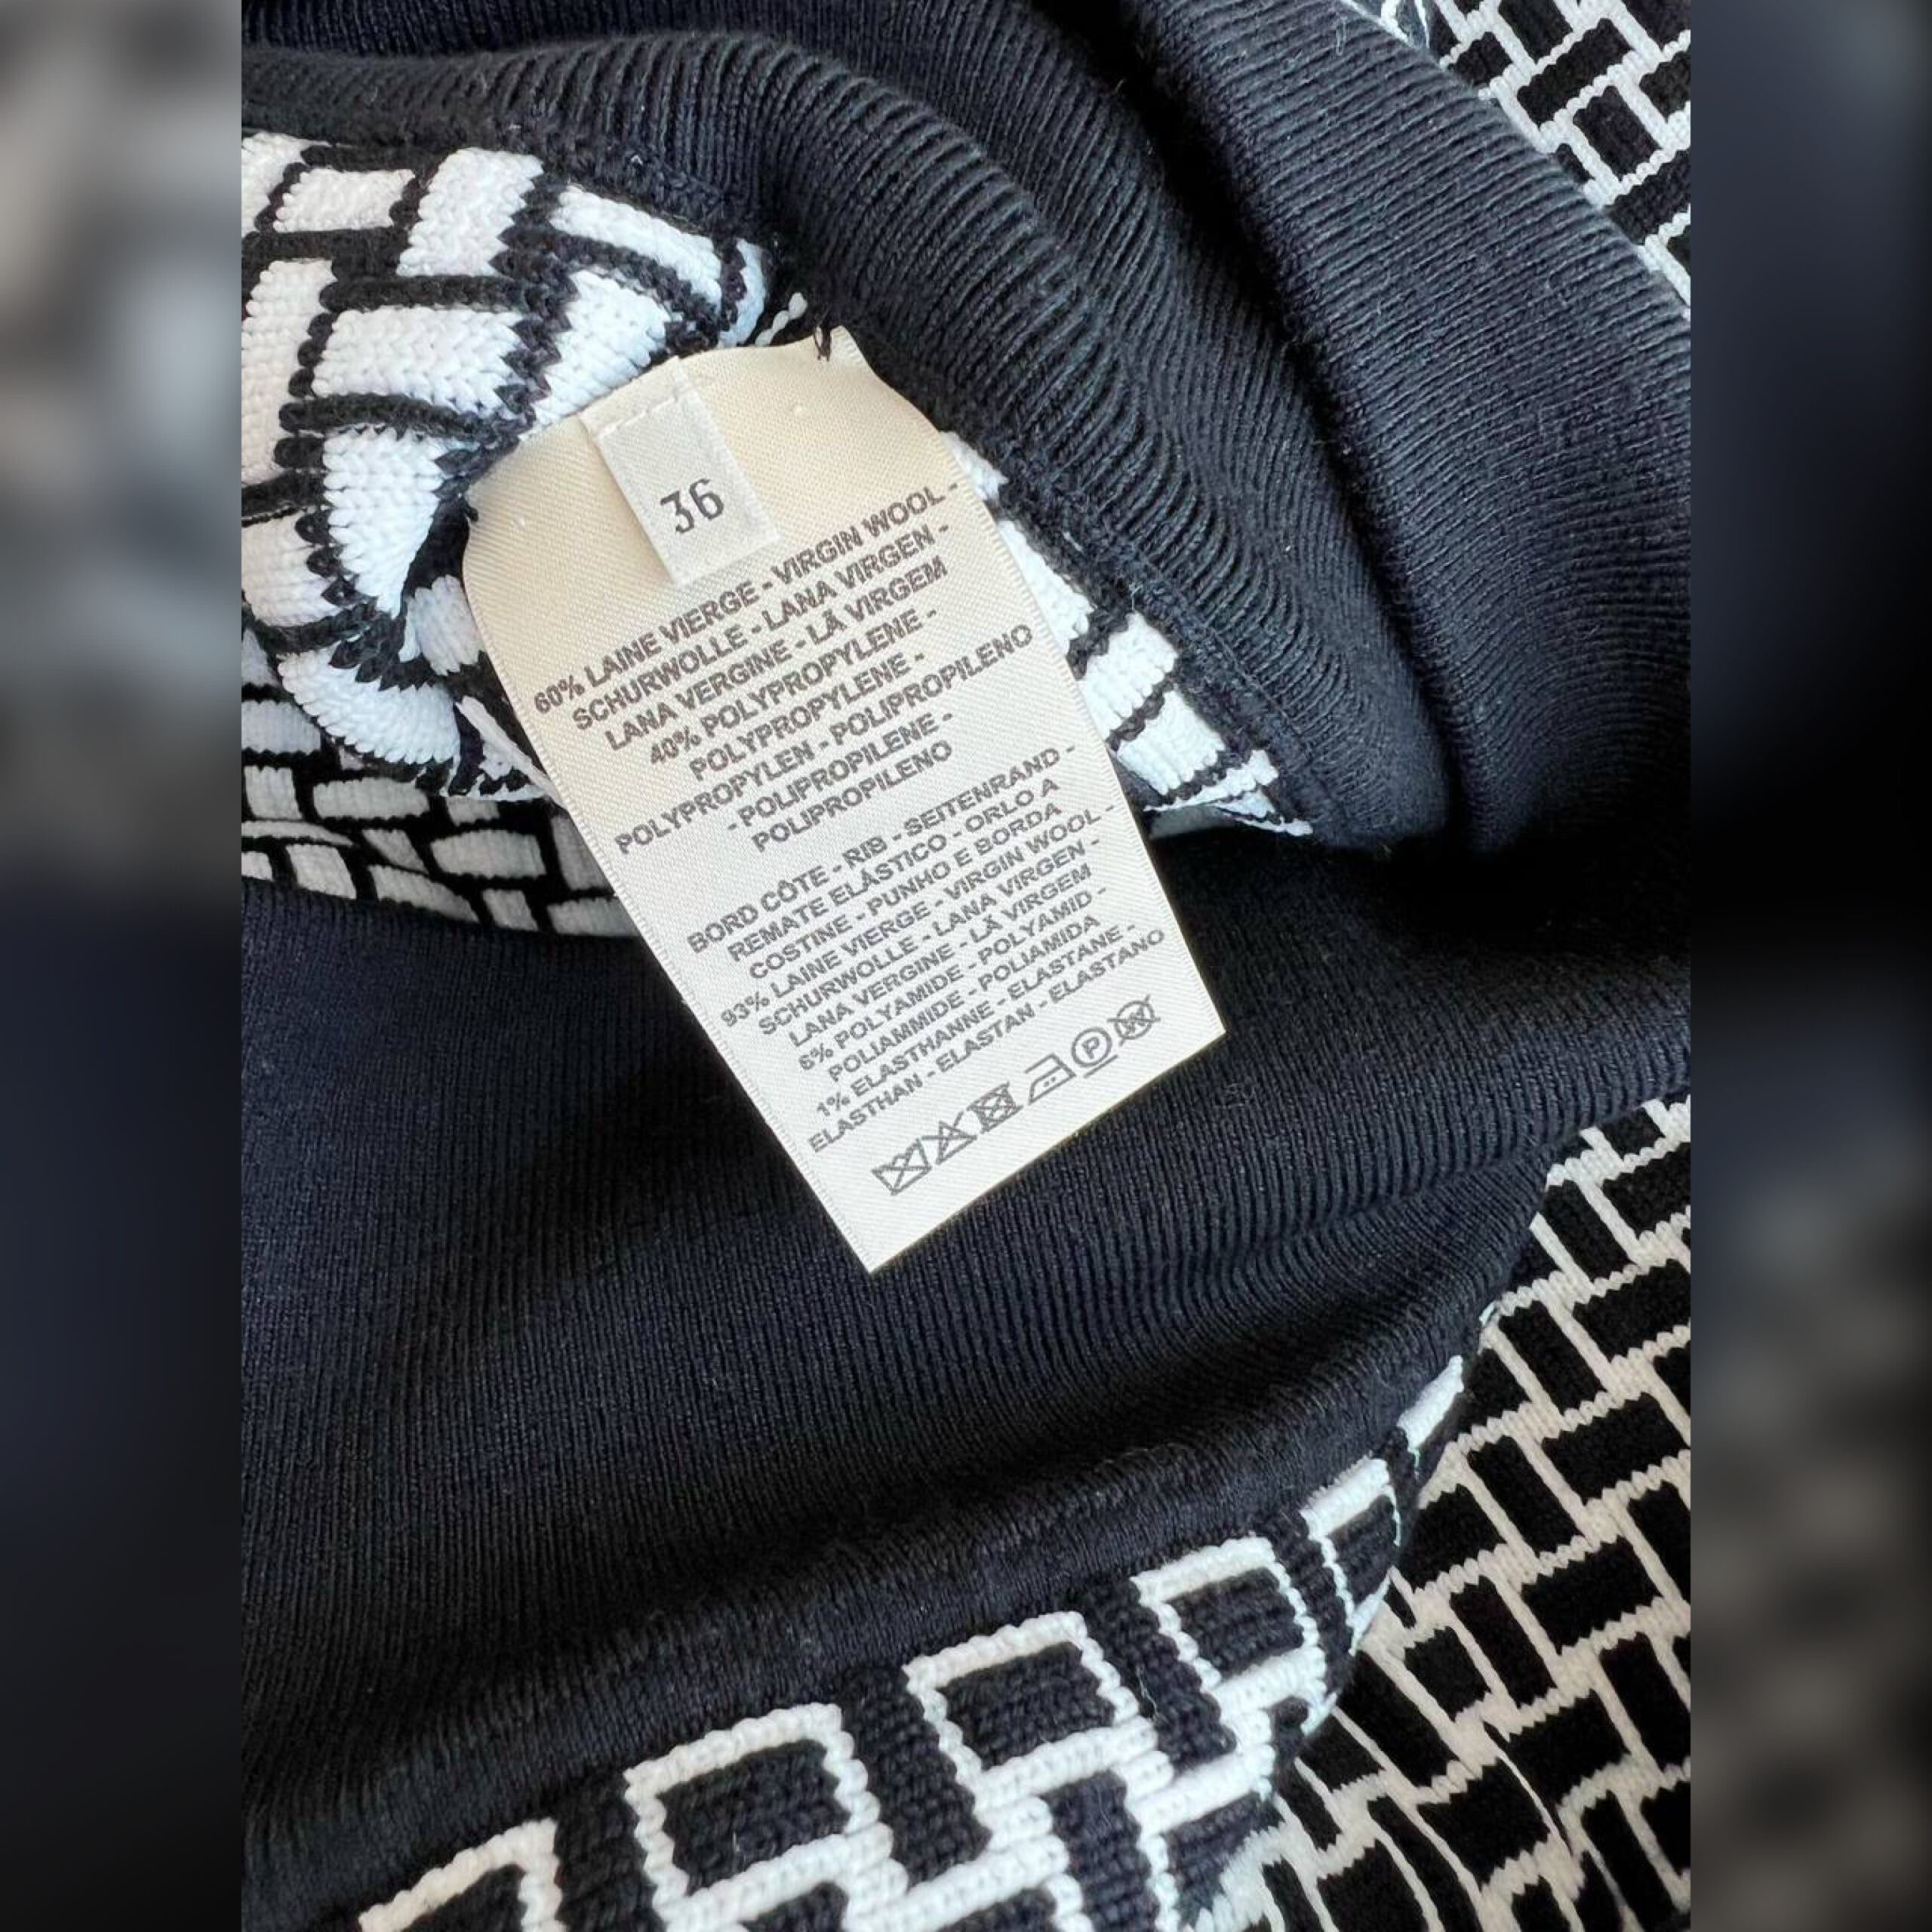 36
60% LAINE VIERGE - VIRGIN WOOL -
SCHURWOLLE - LANA VIRGEN -
LANA VERGINE - LÃ VIRGEM
40% POLYPROPYLENE -
POLYPROPYLENE -
POLYPROPYLEN - POLIPROPILENO
- POLIPROPILENE -
POLIPROPILENO
BORD CÔTE - RIB - SEITENRAND -
REMATE ELÁSTICO - ORLO A
COSTINE - PUNHO E BORDA
93% LAINE VIERGE - VIRGIN WOOL -
SCHURWOLLE - LANA VIRGEN -
LANA VERGINE - LÃ VIRGEM
6% POLYAMIDE - POLYAMID -
POLIAMMIDE - POLIAMIDA
1% ELASTHANNE - ELASTANE -
ELASTHAN - ELASTAN - ELASTANO
P W